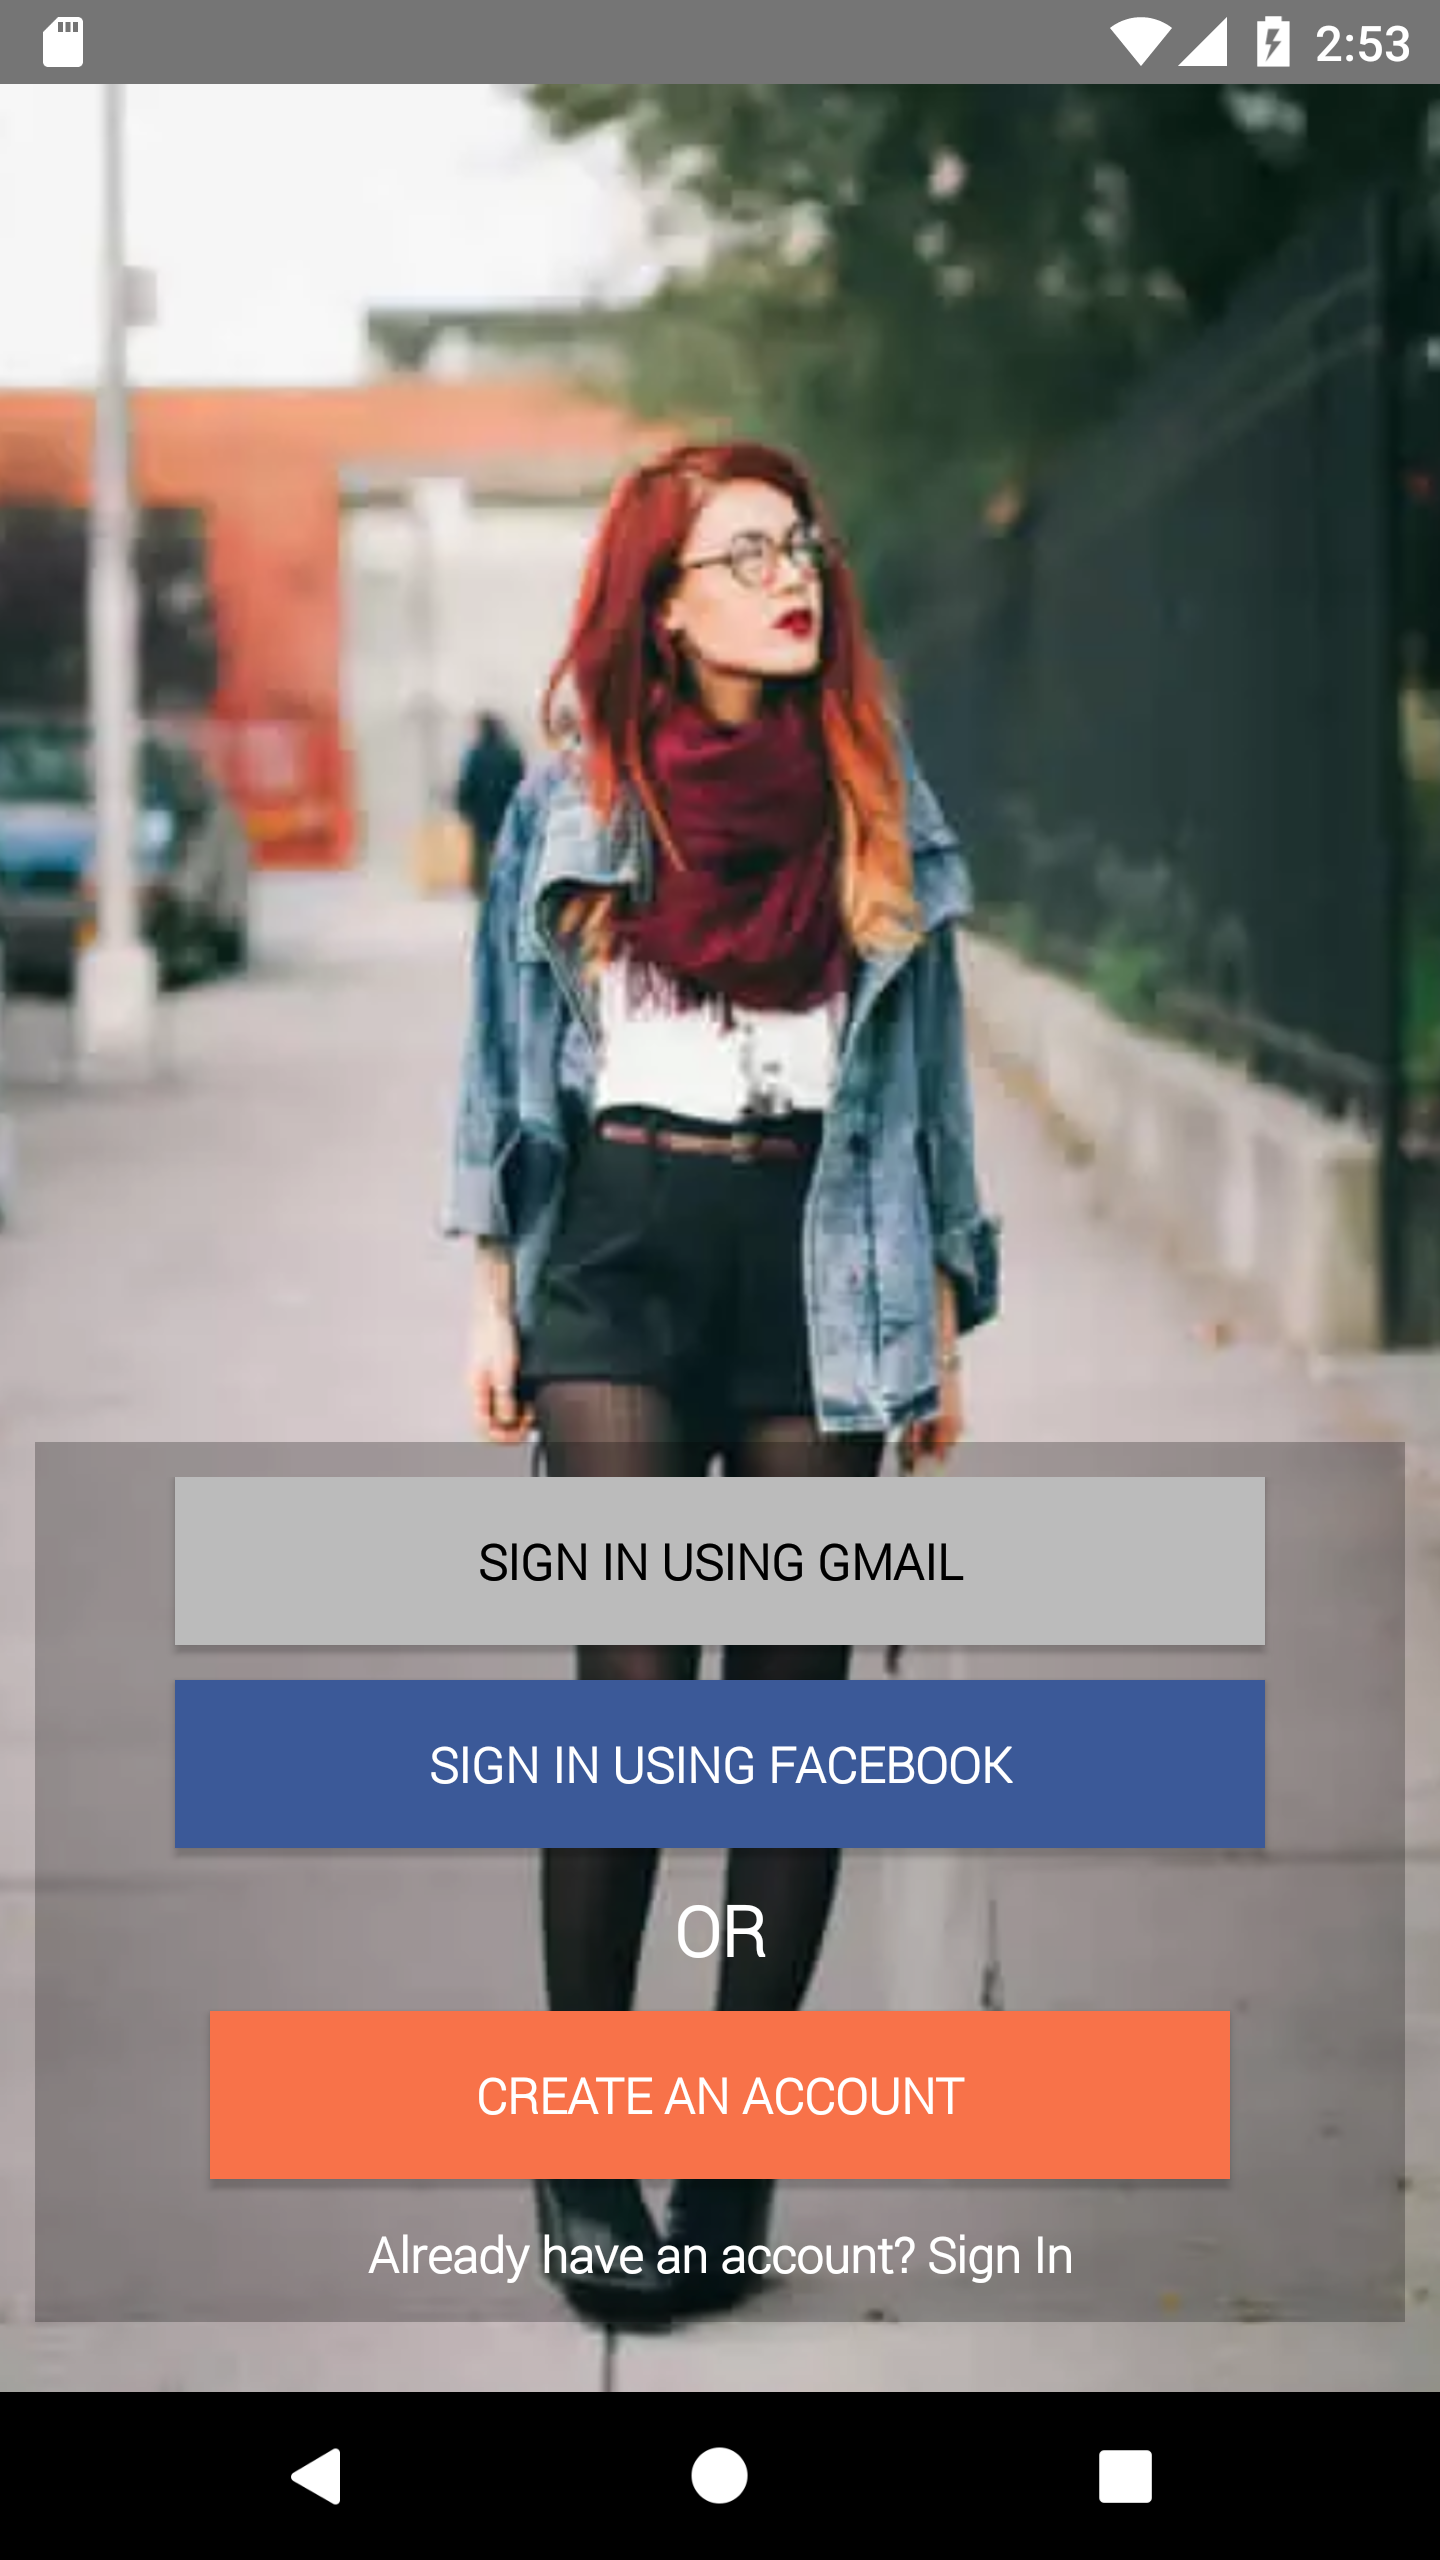 2:53
SIGN IN USING GMAIL
SIGN IN USING FACEBOOK
OR
CREATE AN ACCOUNT
Already have an account? Sign In